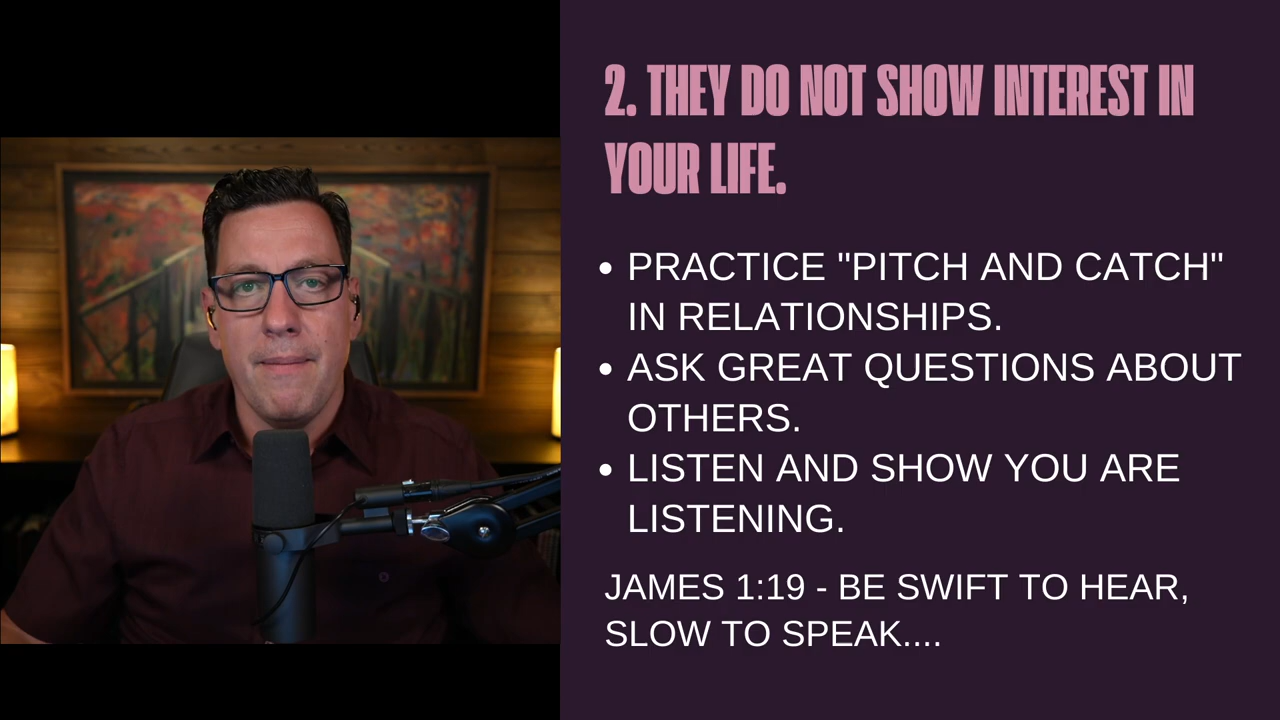 2. THEY DO NOT SHOW INTEREST IN
YOUR LIFE.
• PRACTICE "PITCH AND CATCH"
IN RELATIONSHIPS.
• ASK GREAT QUESTIONS ABOUT
OTHERS.
• LISTEN AND SHOW YOU ARE
LISTENING.
JAMES 1:19 - BE SWIFT TO HEAR,
SLOW TO SPEAK....